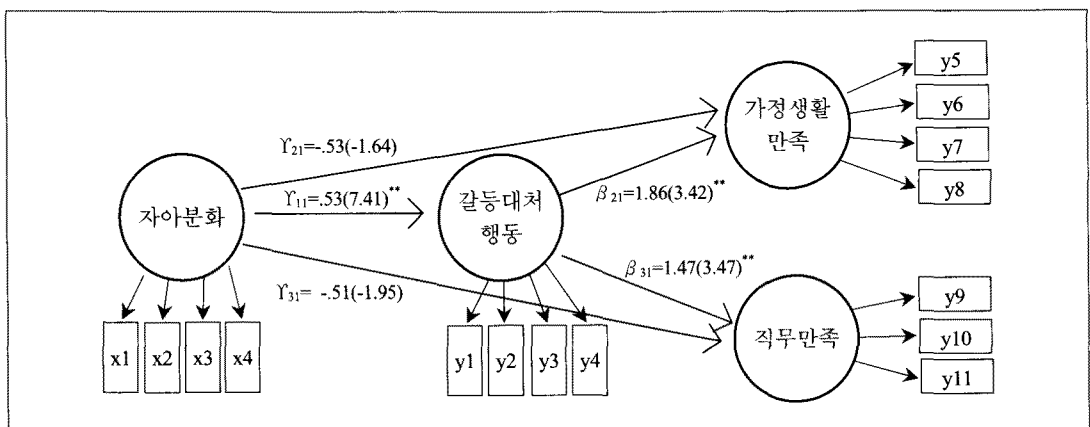 y5
y6
y7
y8
가정생활
만족
ϒ21=-.53(-1.64)
ϒ11=.53(7.41)**
β21=1.86(3.42)**
자아분화
갈등대처
행동
β31=1.47(3.47)**
ϒ31= -.51(-1.95)
y9
y10
y11
직무만족
x1 x2 x3 x4
y1 y2 y3 y4